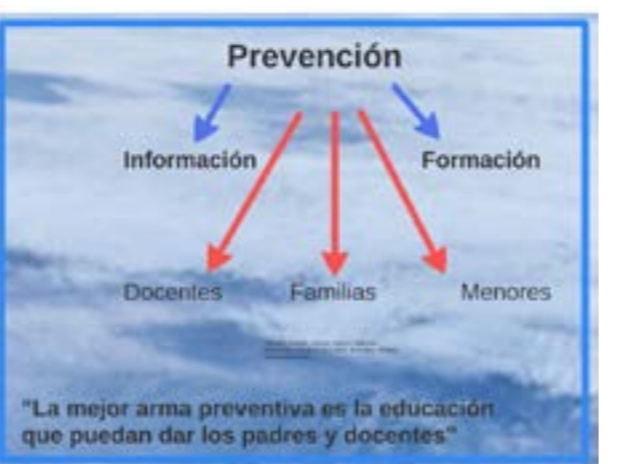 Prevención
Información Formación
Docentes Familias Menores
"La mejor arma preventiva es la educación
que puedan dar los padres y docentes"